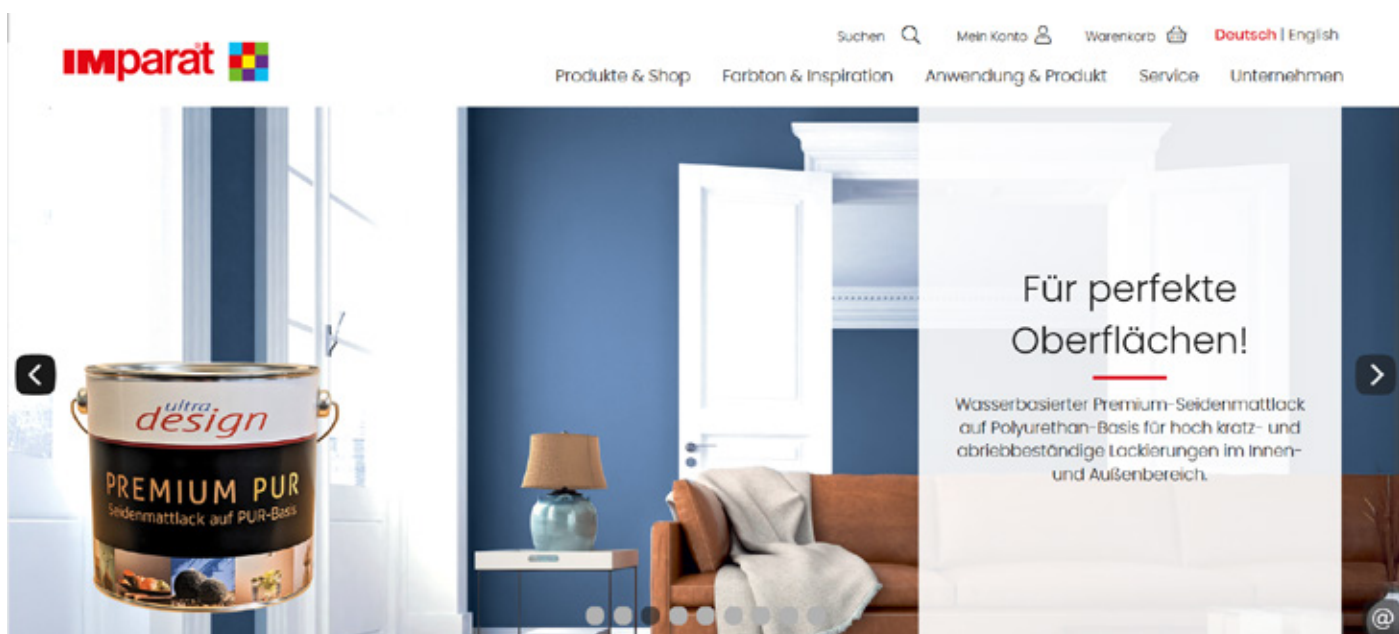 Suchen Mein Konto Warenkorb Deutsch | English
IMparat
Produkte & Shop Farbton & Inspiration Anwendung & Produkt Service Unternehmen
Für perfekte
Oberflächen!
Wasserbasierter Premium-Seidenmattlack
auf Polyurethan-Basis für hoch kratz- und
abriebbeständige Lackierungen im Innen-
und Außenbereich.
ultra
design
PREMIUM PUR
Seidenmattlack auf PUR-Basis
@